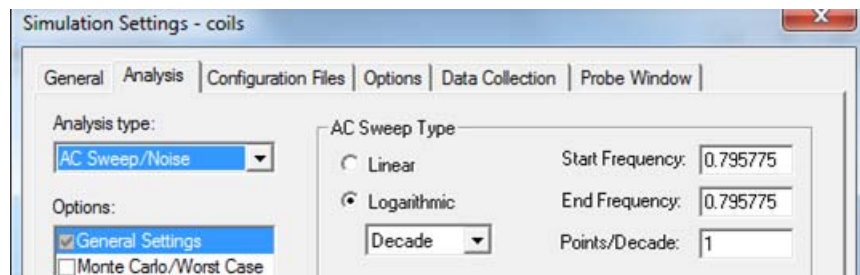 Simulation Settings - coils
General Analysis Configuration Files Options Data Collection Probe Window
Analysis type:
AC Sweep/Noise
Options:
General Settings
Monte Carlo/Worst Case
AC Sweep Type
Linear
Logarithmic
Decade
Start Frequency: 0.795775
End Frequency: 0.795775
Points/Decade: 1